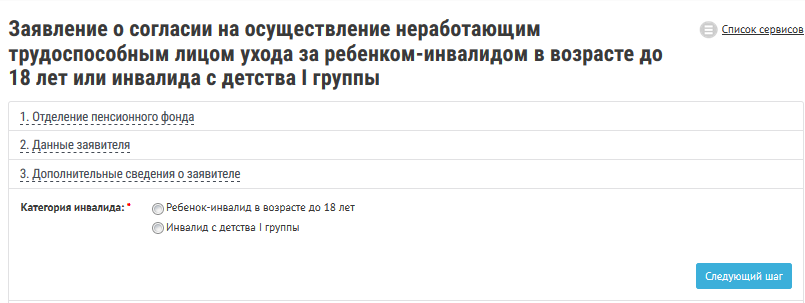 Заявление о согласии на осуществление неработающим
трудоспособным лицом ухода за ребенком-инвалидом в возрасте до
18 лет или инвалида с детства I группы
Список сервисов
1. Отделение пенсионного фонда
2. Данные заявителя
3. Дополнительные сведения о заявителе
Категория инвалида: *
Ребенок-инвалид в возрасте до 18 лет
Инвалид с детства I группы
Следующий шаг